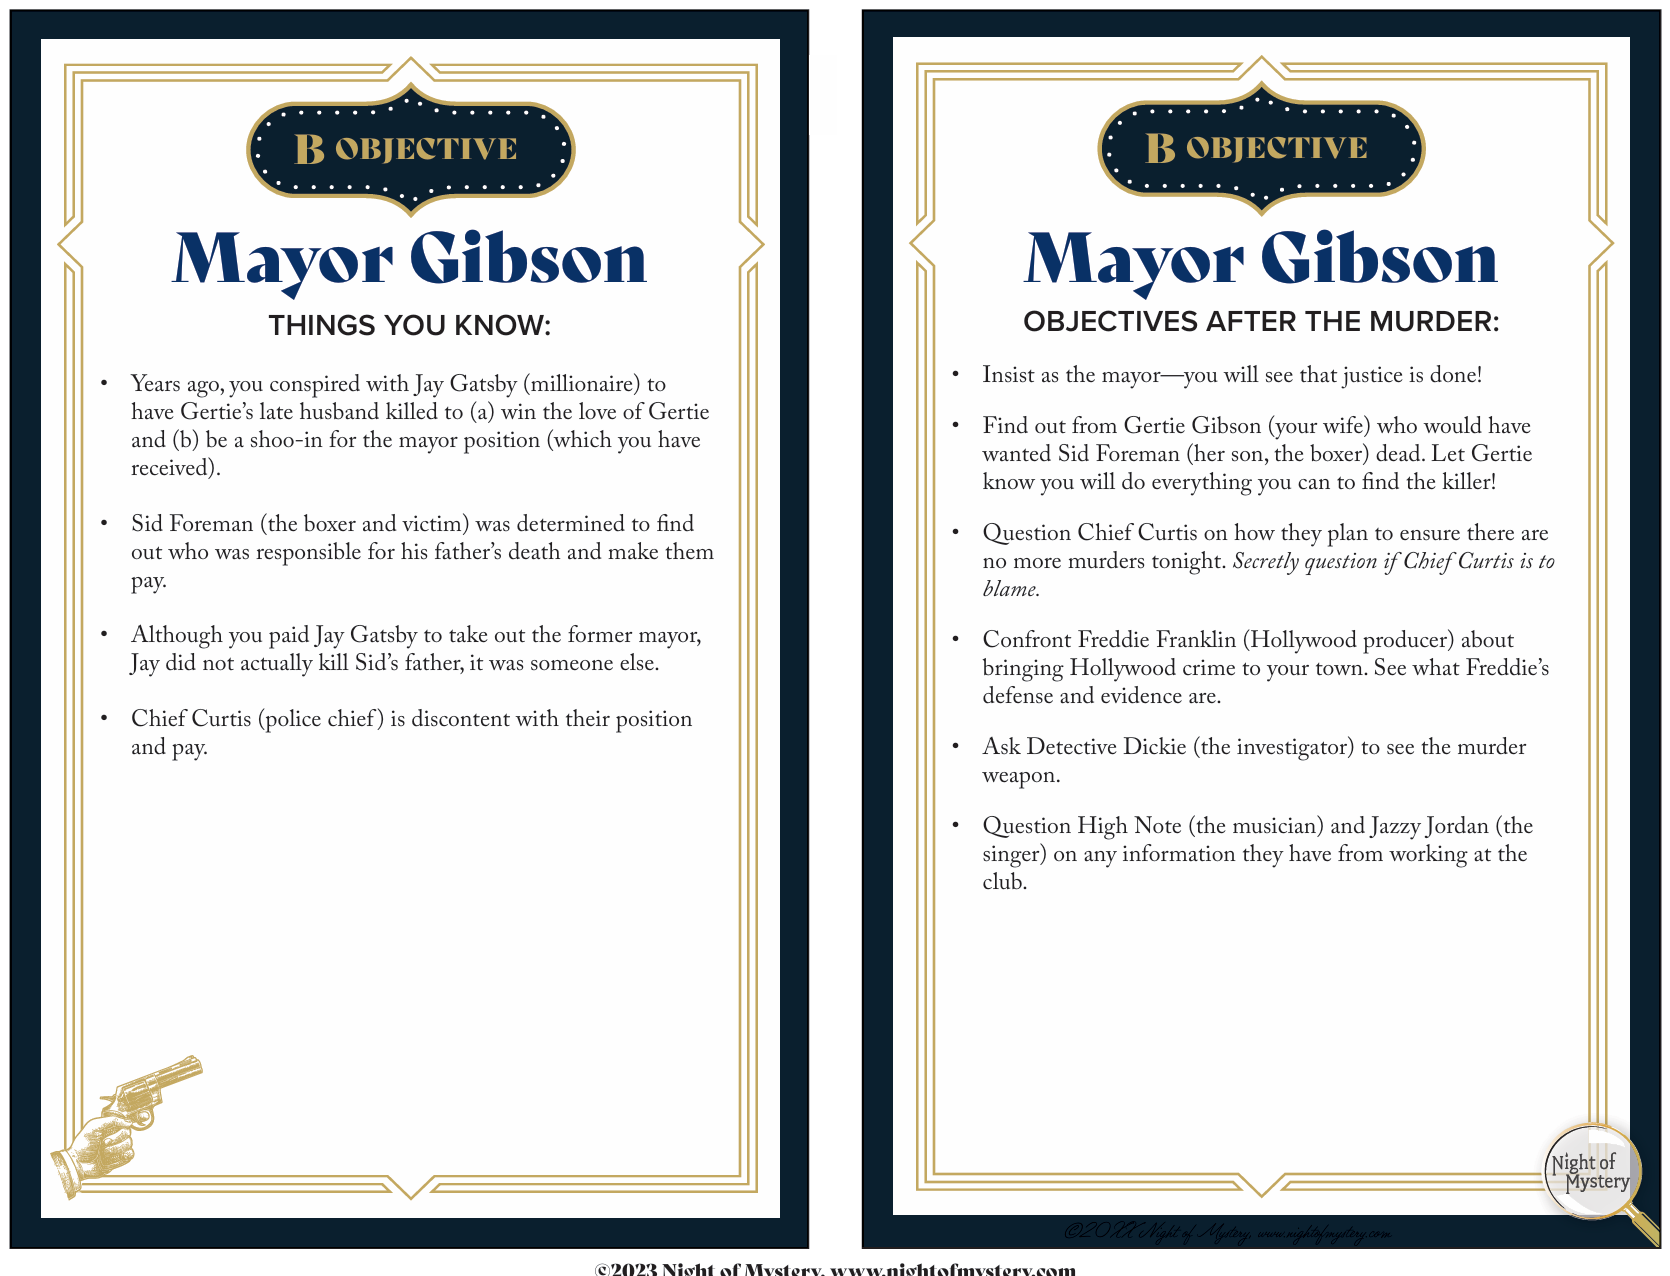 B OBJECTIVE
Mayor Gibson
THINGS YOU KNOW:
• Years ago, you conspired with Jay Gatsby (millionaire) to
have Gertie's late husband killed to (a) win the love of Gertie
and (b) be a shoo-in for the mayor position (which you have
received).
• Sid Foreman (the boxer and victim) was determined to find
out who was responsible for his father's death and make them
pay.
• Although you paid Jay Gatsby to take out the former mayor,
Jay did not actually kill Sid's father, it was someone else.
• Chief Curtis (police chief) is discontent with their position
and pay.
B OBJECTIVE
Mayor Gibson
OBJECTIVES AFTER THE MURDER:
• Insist as the mayor—you will see that justice is done!
• Find out from Gertie Gibson (your wife) who would have
wanted Sid Foreman (her son, the boxer) dead. Let Gertie
know you will do everything you can to find the killer!
• Question Chief Curtis on how they plan to ensure there are
no more murders tonight. Secretly question if Chief Curtis is to
blame.
• Confront Freddie Franklin (Hollywood producer) about
bringing Hollywood crime to your town. See what Freddie's
defense and evidence are.
• Ask Detective Dickie (the investigator) to see the murder
weapon.
• Question High Note (the musician) and Jazzy Jordan (the
singer) on any information they have from working at the
club.
Night of
Mystery
©20XX Night of Mystery, www.nightofmystery.com
©2023 Night of Mystery, www.nightofmystery.com